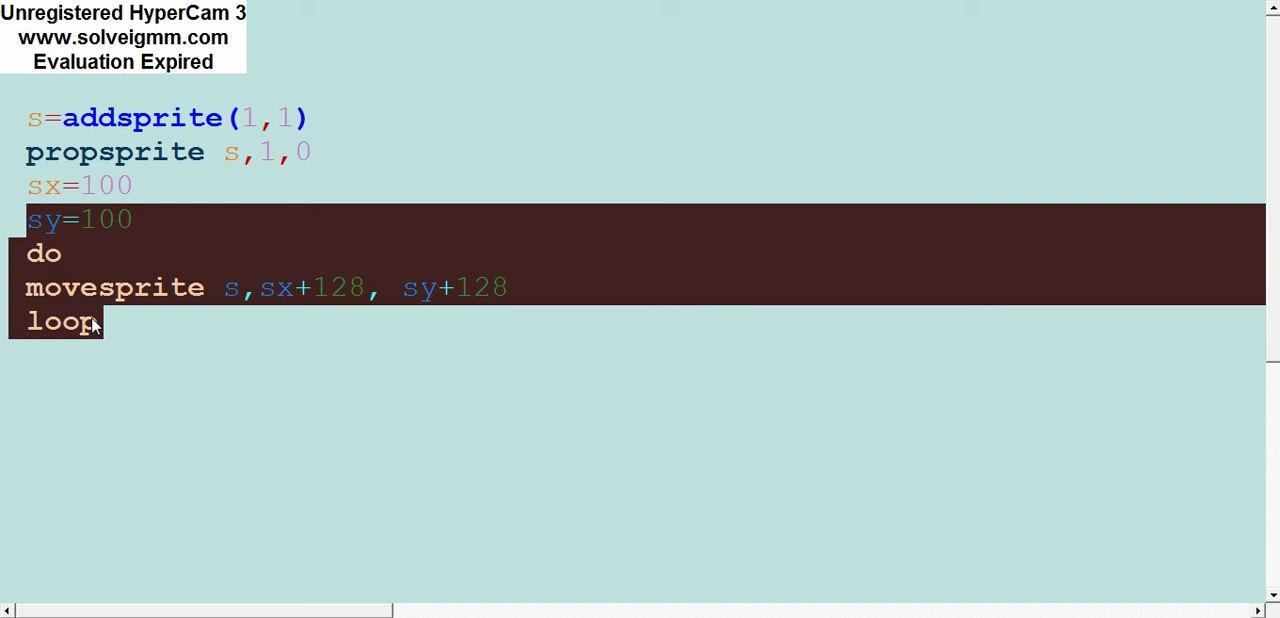 Unregistered HyperCam 3
www.solveigmm.com
Evaluation Expired
s=addsprite(1,1)
propsprite s,1,0
sx=100
sy=100
do
movesprite s,sx+128, sy+128
loop